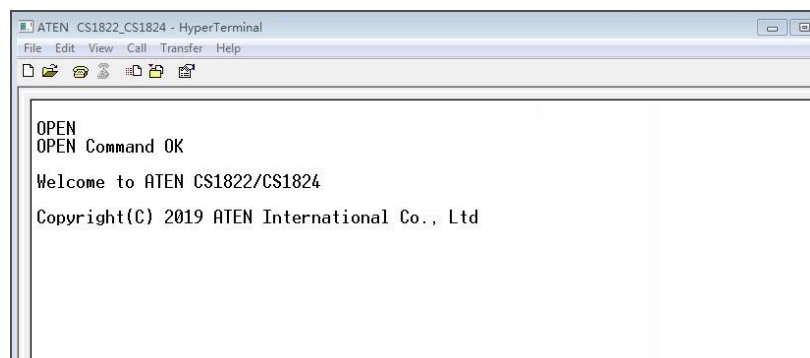 ATEN CS1822_CS1824 - HyperTerminal
File Edit View Call Transfer Help
OPEN
OPEN Command OK
Welcome to ATEN CS1822/CS1824
Copyright(C) 2019 ATEN International Co., Ltd